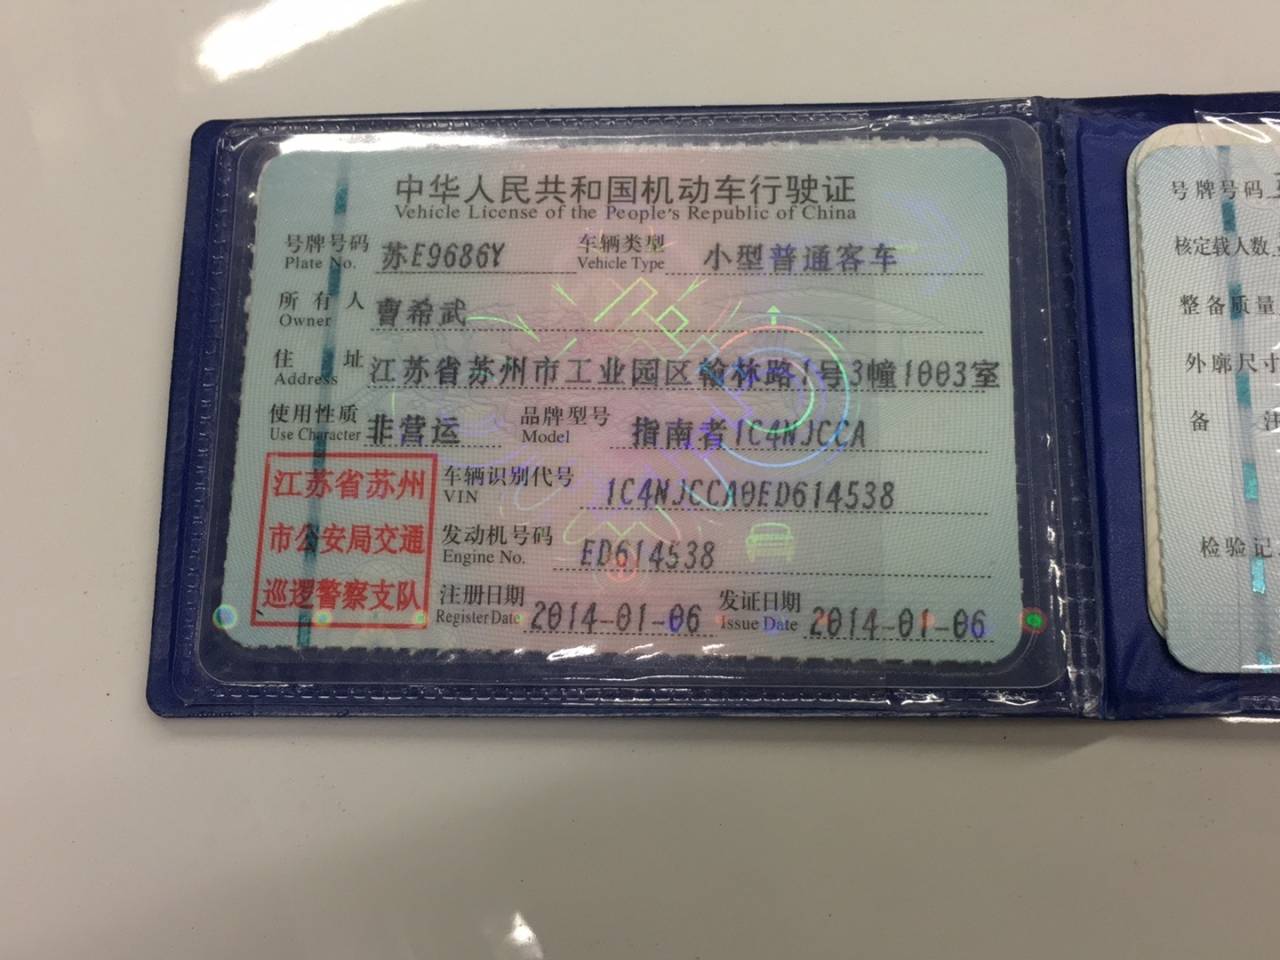 中华人民共和国机动车行驶证
Vehicle License of the People's Republic of China
号牌号码 苏E9686Y 车辆类型 小型普通客车
Plate No. Vehicle Type
所有人 曹希武
Owner
住址 江苏省苏州市工业园区榆林路1号3幢1003室
Address
使用性质 非营运 品牌型号 指南者1C4NJCCA
Use Character Model
江苏省苏州
市公安局交通
巡逻警察支队
车辆识别代号 1C4NJCCA0ED614538
VIN
发动机号码 ED614538
Engine No.
注册日期 2014-01-06 发证日期 2014-01-06
Register Date Issue Date
号牌号码
核定载人数
整备质量
外廓尺寸
备
检验记